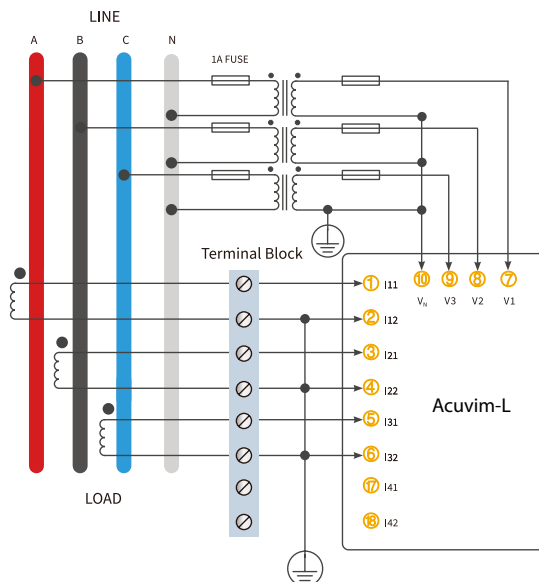 LINE
A B C N
1A FUSE
Terminal Block
10 9 8 7
V_N V3 V2 V1
1 I11
2 I12
3 I21
4 I22
5 I31
6 I32
17 I41
18 I42
Acuvim-L
LOAD